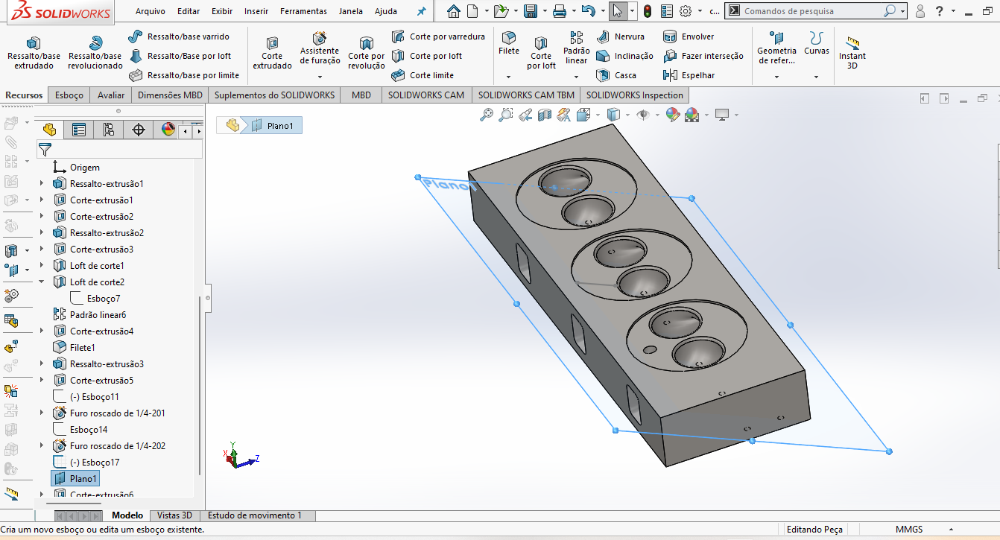 SOLIDWORKS Arquivo Editar Exibir Inserir Ferramentas Janela Ajuda c... Comandos de pesquisa ?
Ressalto/base extrudado
Ressalto/base revolucionado
Ressalto/base varrido
Ressalto/Base por loft
Ressalto/base por limite
Corte extrudado
Assistente de furação
Corte por revolução
Corte por varredura
Corte por loft
Corte limite
Filete
Corte por loft
Padrão linear
Nervura
Inclinação
Casca
Envolver
Fazer interseção
Espelhar
Geometria de refer...
Curvas
Instant 3D
Recursos Esboço Avaliar Dimensões MBD Suplementos do SOLIDWORKS MBD SOLIDWORKS CAM SOLIDWORKS CAM TBM SOLIDWORKS Inspection
Plano1
Plano1
Origem
Ressalto-extrusão1
Corte-extrusão1
Corte-extrusão2
Ressalto-extrusão2
Corte-extrusão3
Loft de corte1
Loft de corte2
Esboço7
Padrão linear6
Corte-extrusão4
Filete1
Ressalto-extrusão3
Corte-extrusão5
(-) Esboço11
Furo roscado de 1/4-201
Esboço14
Furo roscado de 1/4-202
(-) Esboço17
Plano1
Corte-extrusão6
Y
X
Z
Modelo Vistas 3D Estudo de movimento 1
Cria um novo esboço ou edita um esboço existente. Editando Peça MMGS